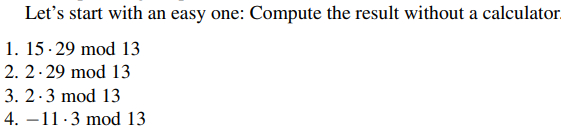 Let's start with an easy one: Compute the result without a calculator.
1. 15 · 29 mod 13
2. 2 · 29 mod 13
3. 2 · 3 mod 13
4. −11 · 3 mod 13